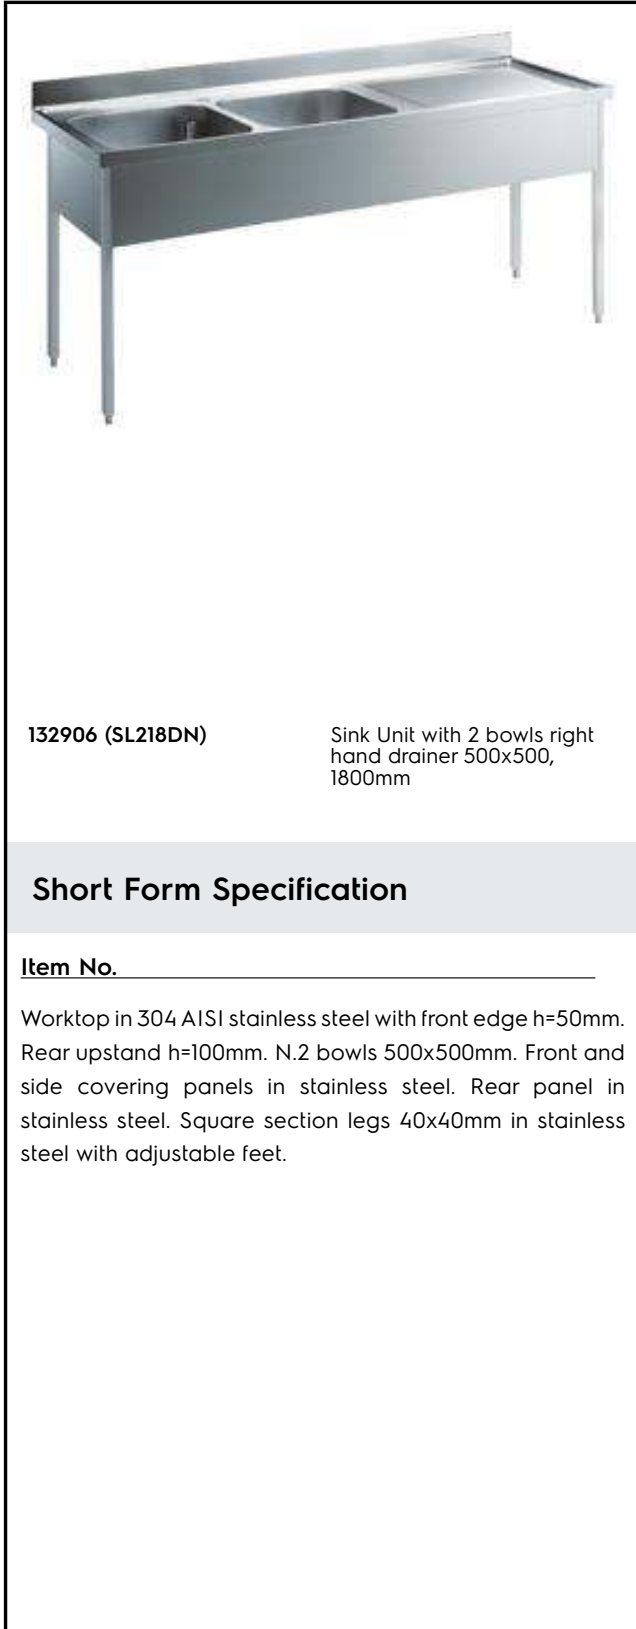 132906 (SL218DN)
Sink Unit with 2 bowls right
hand drainer 500x500,
1800mm
Short Form Specification
Item No.
Worktop in 304 AISI stainless steel with front edge h=50mm.
Rear upstand h=100mm. N.2 bowls 500x500mm. Front and
side covering panels in stainless steel. Rear panel in
stainless steel. Square section legs 40x40mm in stainless
steel with adjustable feet.